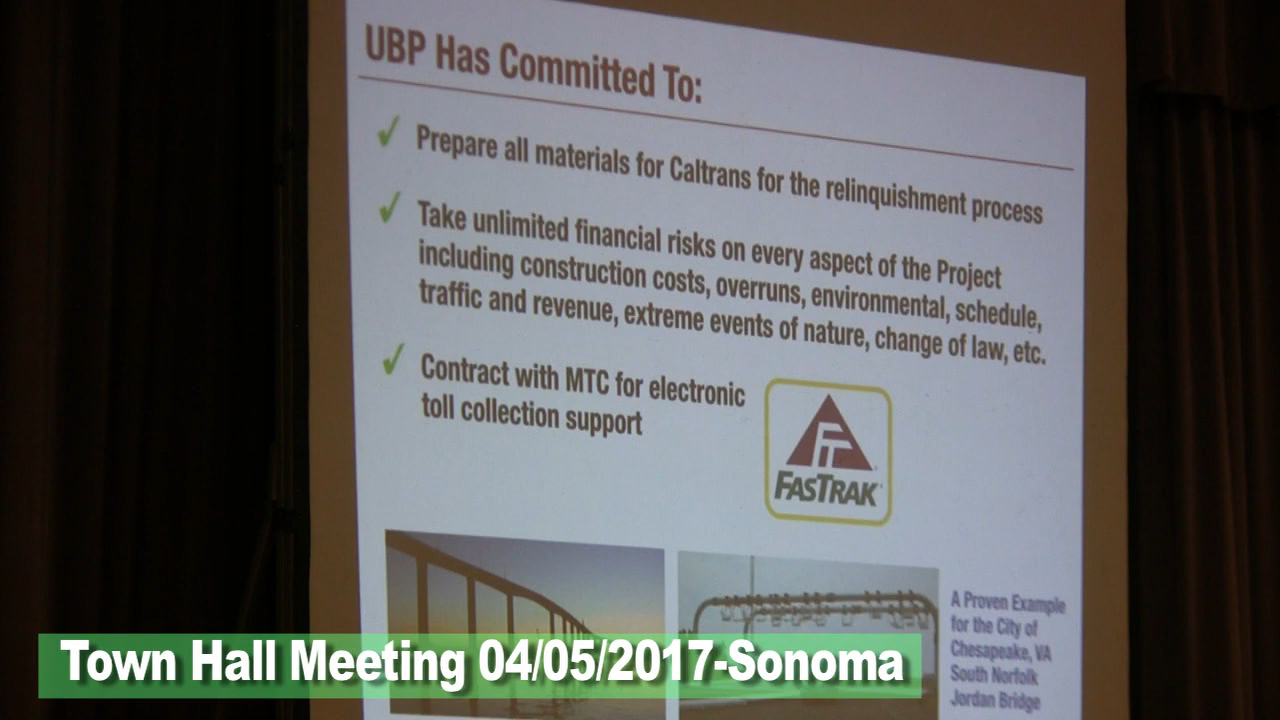 UBP Has Committed To:
✓ Prepare all materials for Caltrans for the relinquishment process
✓ Take unlimited financial risks on every aspect of the Project
including construction costs, overruns, environmental, schedule,
traffic and revenue, extreme events of nature, change of law, etc.
✓ Contract with MTC for electronic
toll collection support
FT
FASTRAK
A Proven Example
for the City of
Chesapeake, VA
South Norfolk
Jordan Bridge
Town Hall Meeting 04/05/2017-Sonoma